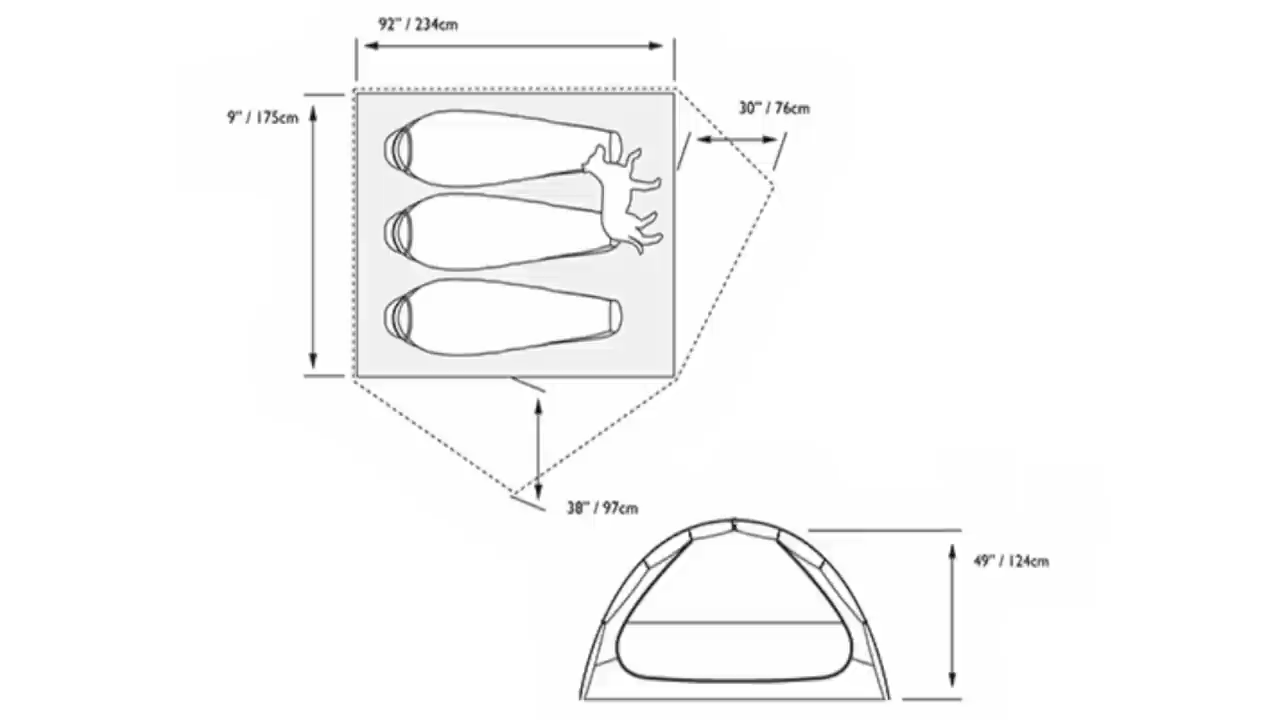 92" / 234cm
9" / 175cm
30" / 76cm
38" / 97cm
49" / 124cm